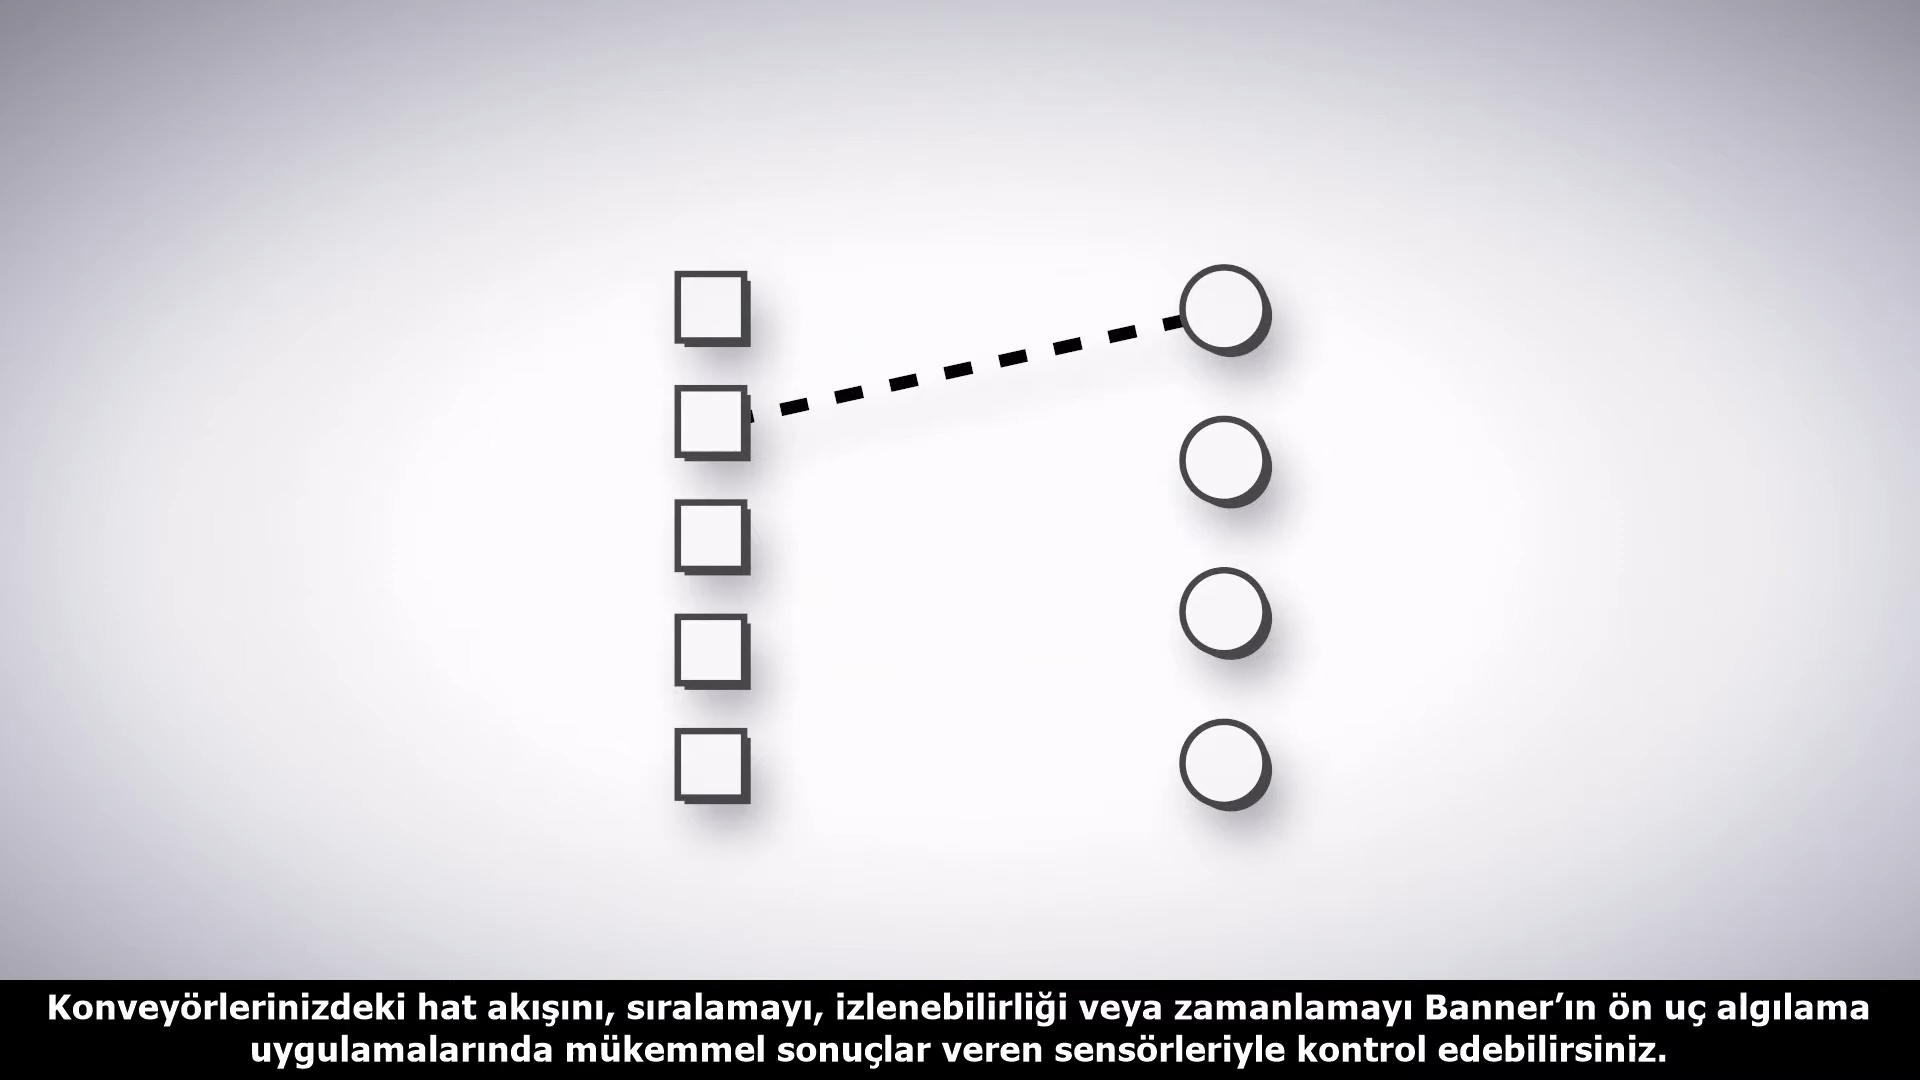 Konveyörlerinizdeki hat akışını, sıralamayı, izlenebilirliği veya zamanlamayı Banner’ın ön uç algılama
uygulamalarında mükemmel sonuçlar veren sensörleriyle kontrol edebilirsiniz.